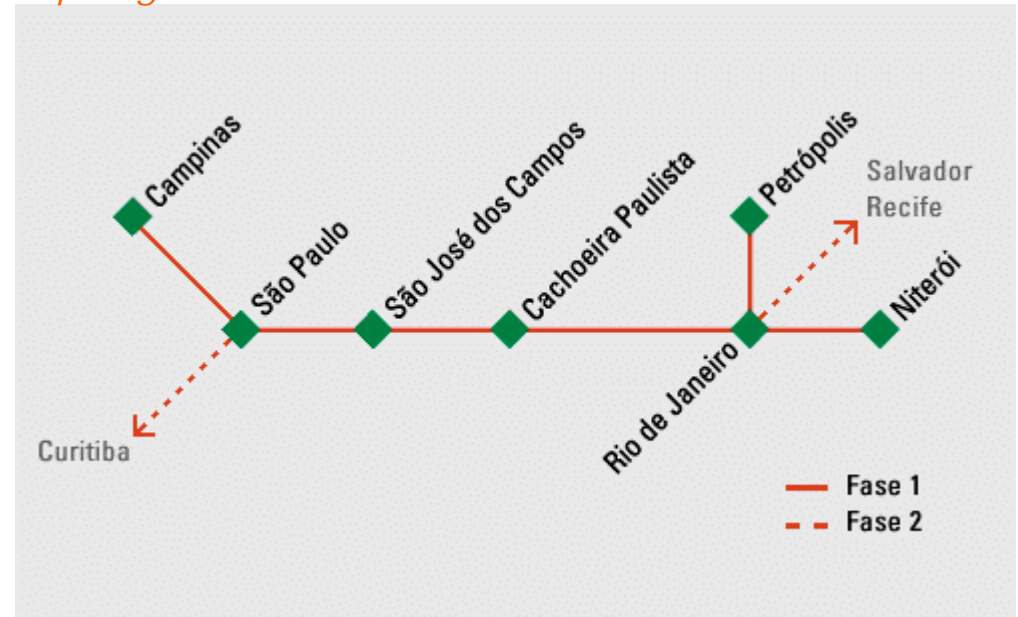 Campinas
São Paulo
São José dos Campos
Cachoeira Paulista
Petrópolis
Salvador
Recife
Niterói
Rio de Janeiro
Curitiba
Fase 1
Fase 2